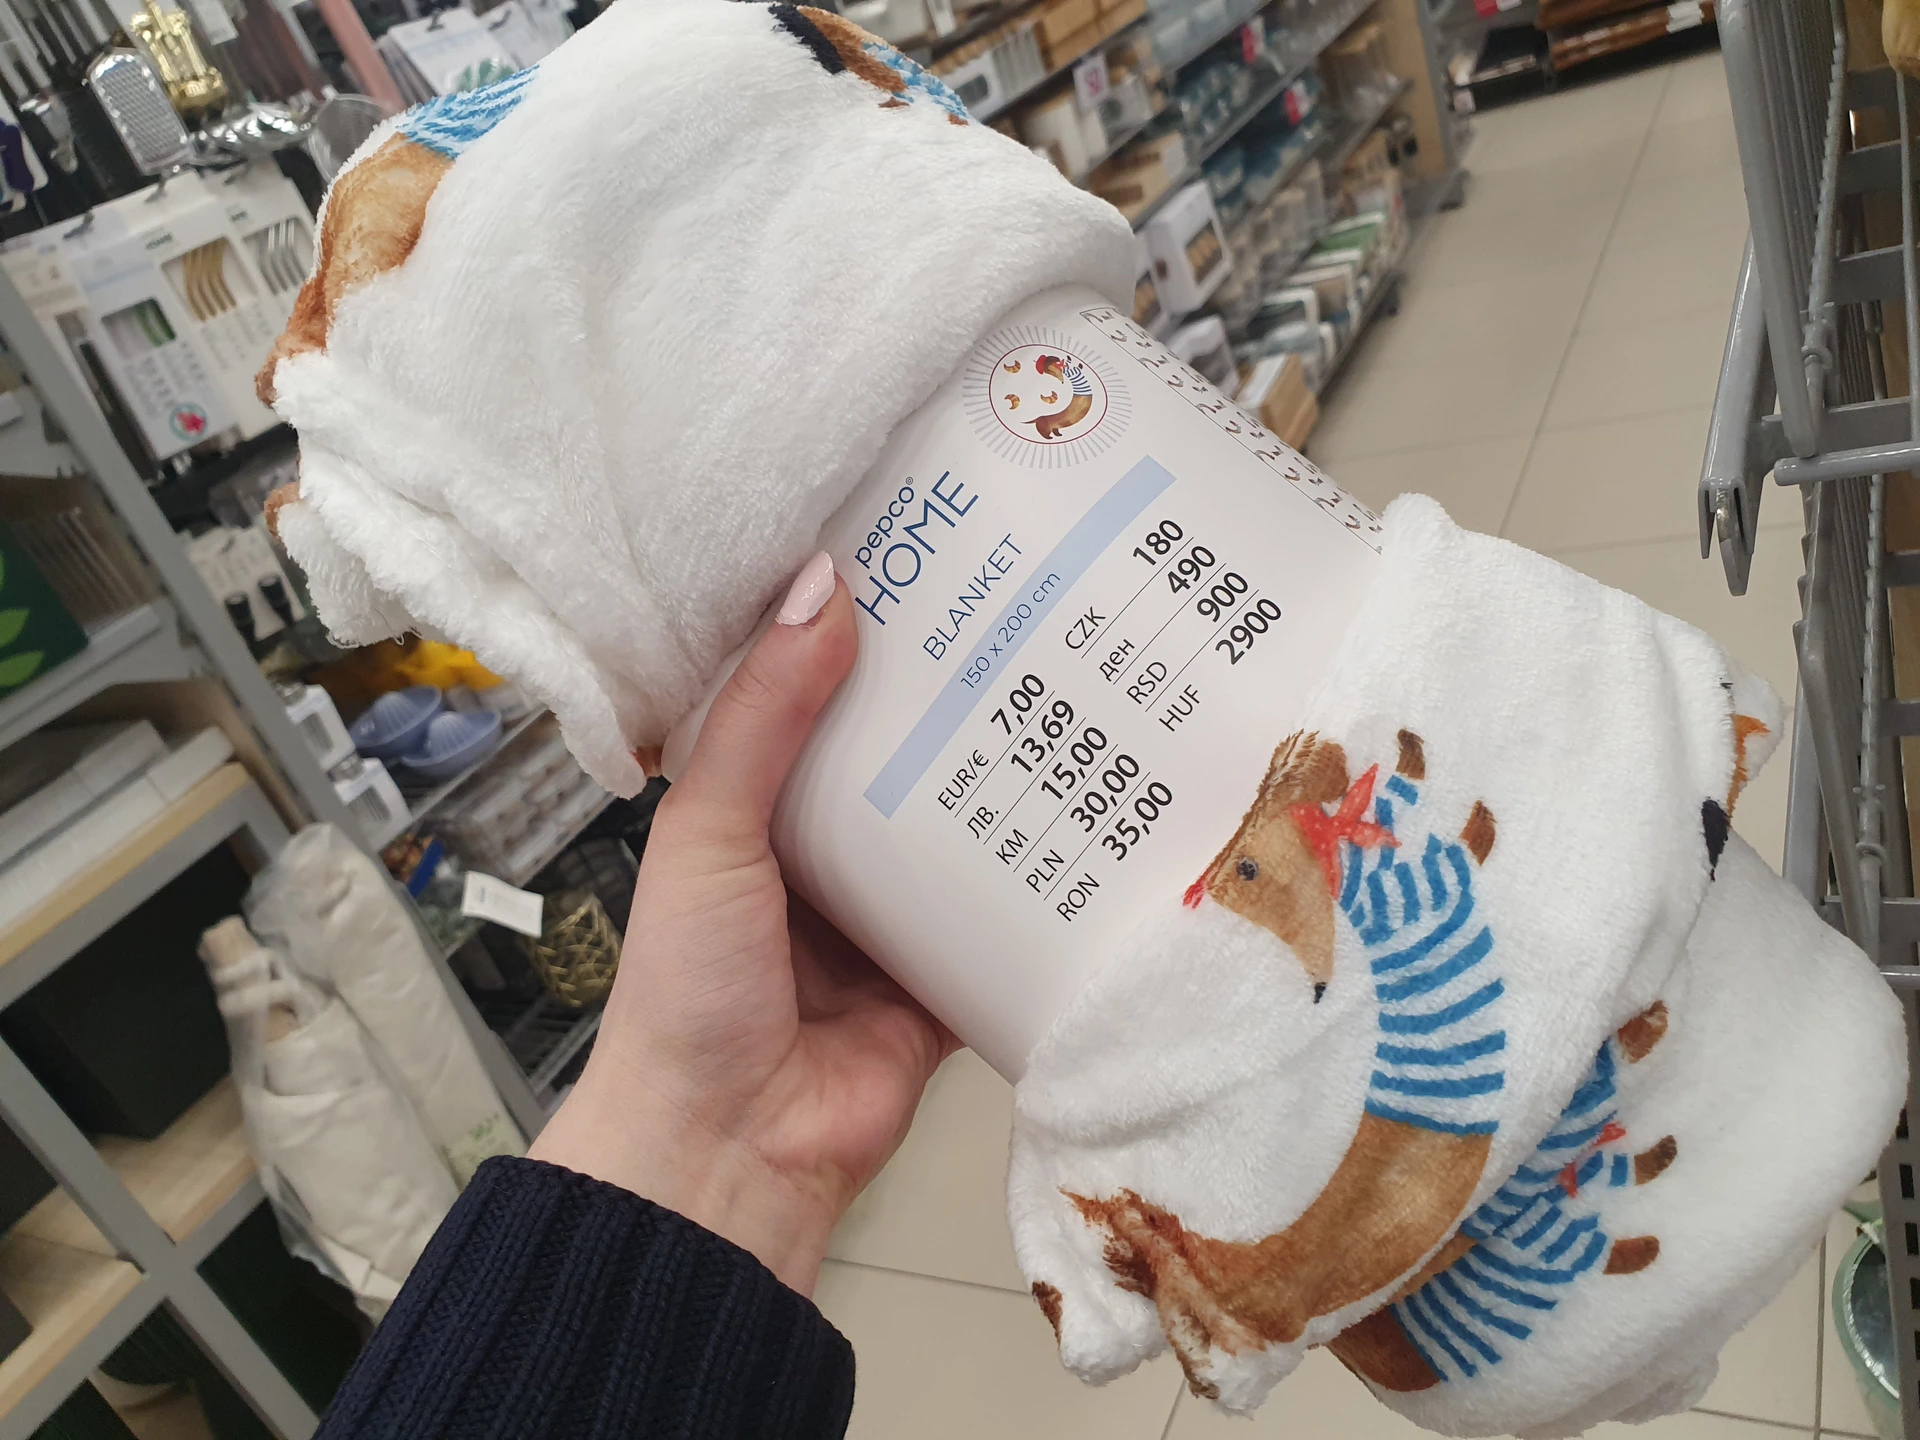 pepco®
HOME
BLANKET
150 x 200 cm
EUR/€ 7,00
ЛВ. 13,69
KM 15,00
PLN 30,00
RON 35,00
CZK 180
ден 490
RSD 900
HUF 2900